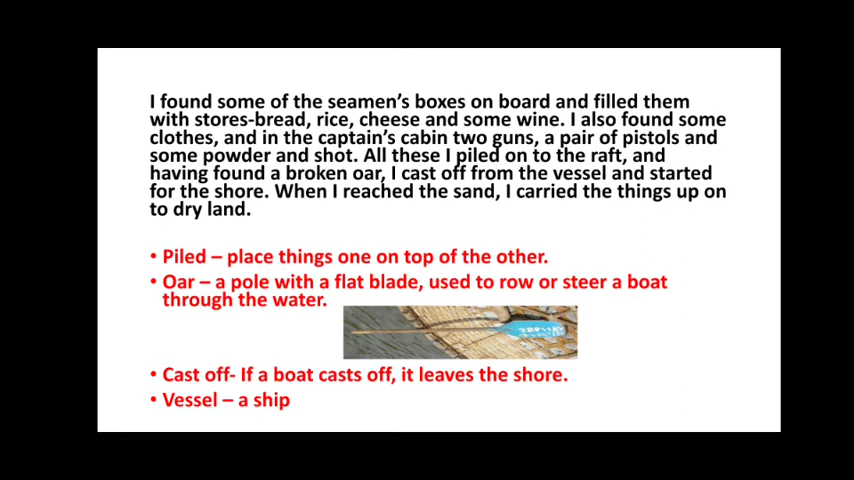 I found some of the seamen's boxes on board and filled them
with stores-bread, rice, cheese and some wine. I also found some
clothes, and in the captain's cabin two guns, a pair of pistols and
some powder and shot. All these I piled on to the raft, and
having found a broken oar, I cast off from the vessel and started
for the shore. When I reached the sand, I carried the things up on
to dry land.
• Piled – place things one on top of the other.
• Oar – a pole with a flat blade, used to row or steer a boat
through the water.
• Cast off- If a boat casts off, it leaves the shore.
• Vessel – a ship